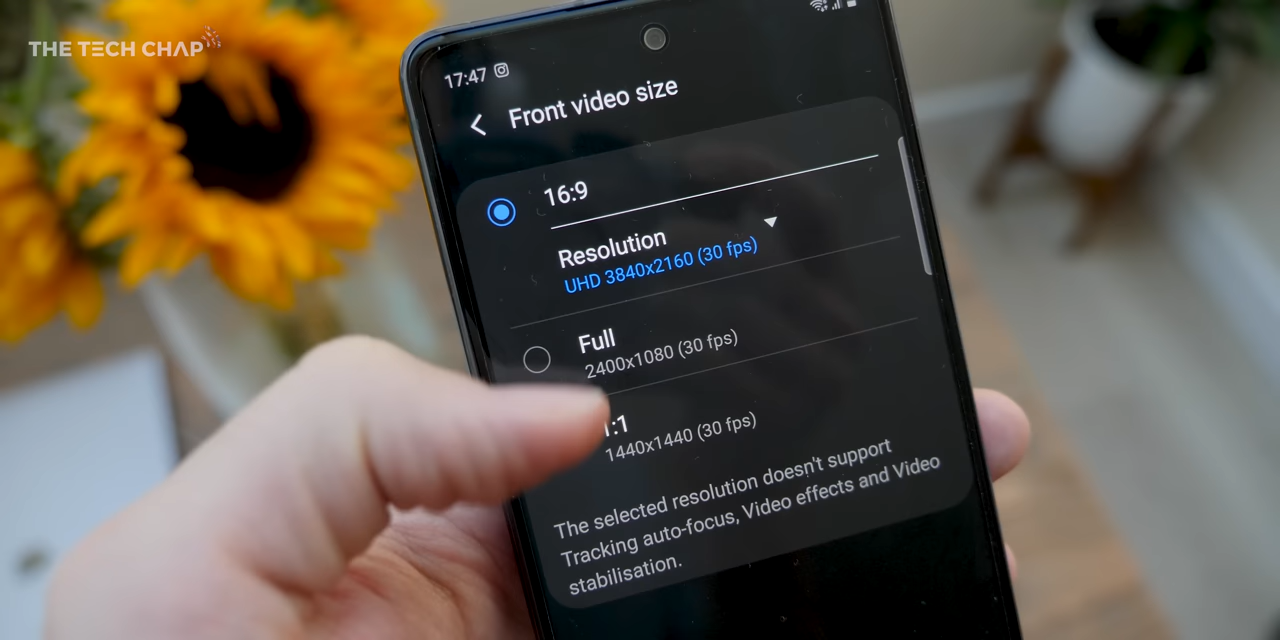 THE TECH CHAP
17:47
Front video size
16:9
Resolution
UHD 3840x2160 (30 fps)
Full
2400x1080 (30 fps)
1:1
1440x1440 (30 fps)
The selected resolution doesn't support
Tracking auto-focus, Video effects and Video
stabilisation.